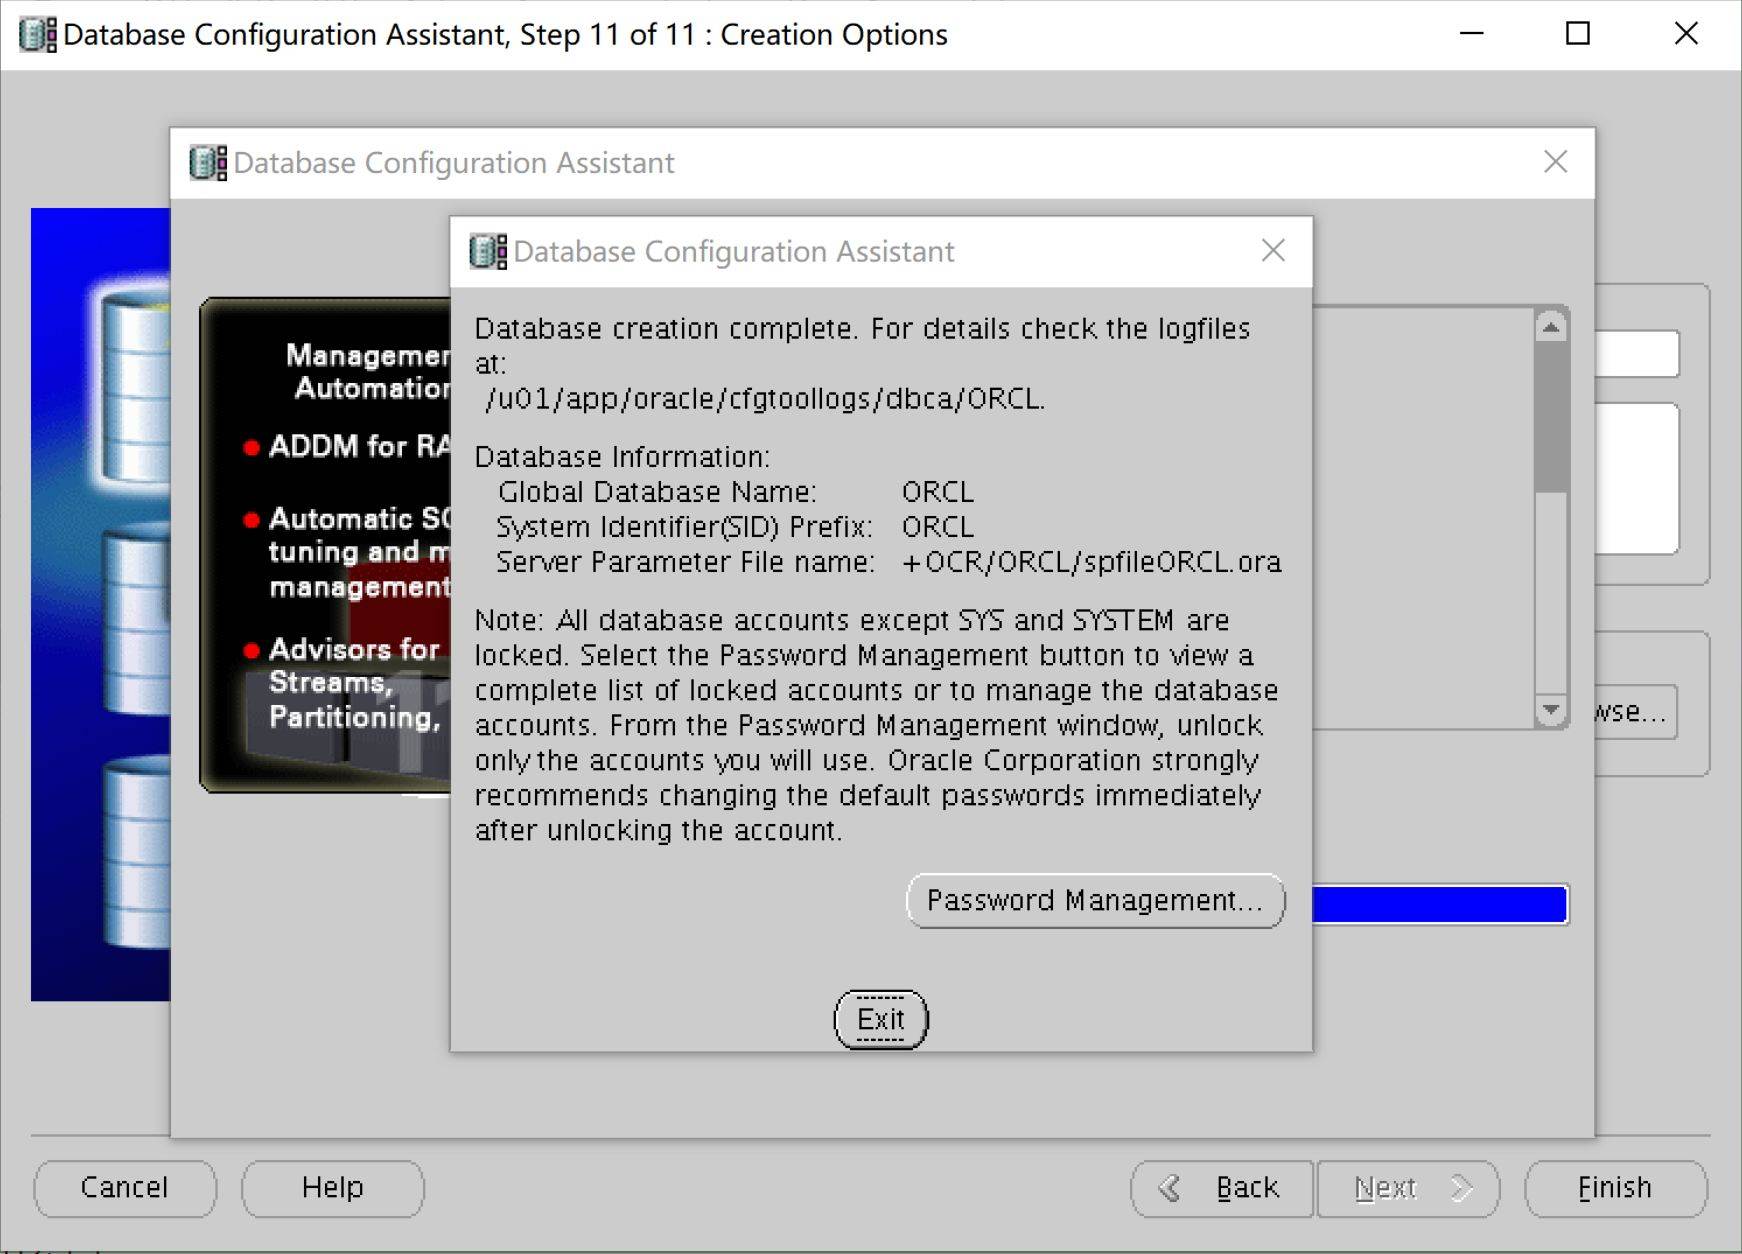 Database Configuration Assistant, Step 11 of 11 : Creation Options
Database Configuration Assistant
Database Configuration Assistant
Database creation complete. For details check the logfiles
at:
/u01/app/oracle/cfgtoollogs/dbca/ORCL.
Database Information:
Global Database Name: ORCL
System Identifier(SID) Prefix: ORCL
Server Parameter File name: +OCR/ORCL/spfileORCL.ora
Note: All database accounts except SYS and SYSTEM are
locked. Select the Password Management button to view a
complete list of locked accounts or to manage the database
accounts. From the Password Management window, unlock
only the accounts you will use. Oracle Corporation strongly
recommends changing the default passwords immediately
after unlocking the account.
Password Management...
Exit
ADDM for
Automatic
tuning and
management
Advisors for
Streams,
Partitioning,
Cancel
Help
Back
Next
Finish